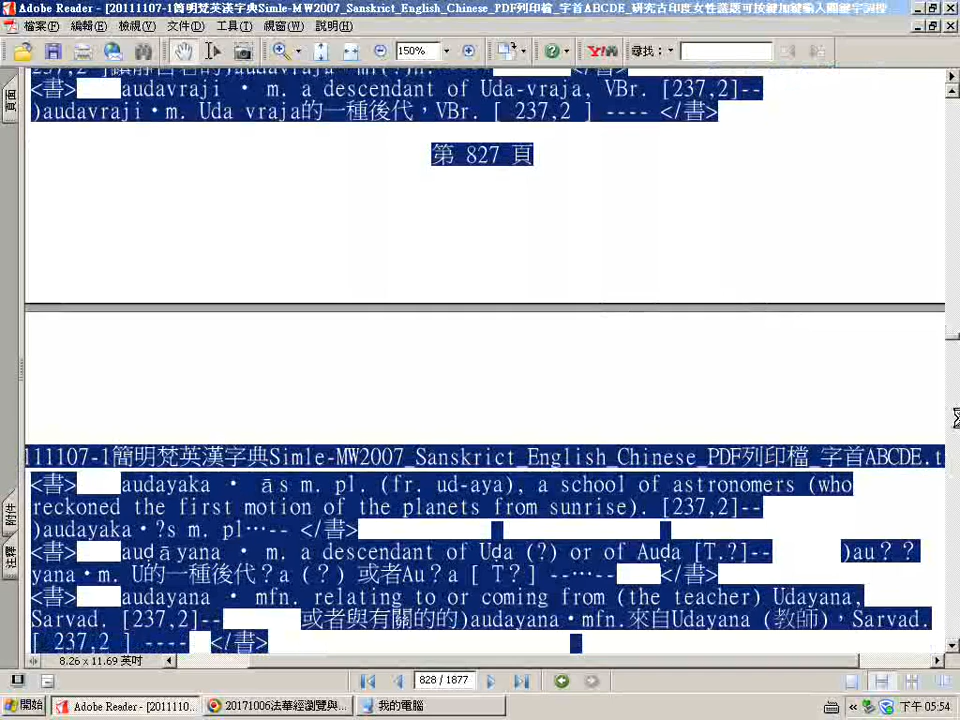 Adobe Reader - [20111107-1簡明梵英漢字典Simle-MW2007_Sanskrict_English_Chinese_PDF列印檔_字首ABCDE_研究古印度女性議題可按鍵加鍵輸入關鍵字詞搜
檔案(F) 編輯(E) 檢視(V) 文件(D) 工具(T) 視窗(W) 說明(H)
150% Y! 尋找：
頁面
<書> audavraji • m. a descendant of Uda-vraja, VBr. [237,2]--
)audavraji•m. Uda vraja的一種後代，VBr. [ 237,2 ] ---- </書>
第 827 頁
111107-1簡明梵英漢字典Simle-MW2007_Sanskrict_English_Chinese_PDF列印檔_字首ABCDE.t
<書> audayaka • ās m. pl. (fr. ud-aya), a school of astronomers (who
reckoned the first motion of the planets from sunrise). [237,2]--
)audayaka•?s m. pl…-- </書>
附件
<書> auḍāyana • m. a descendant of Uḍa (?) or of Auḍa [T.?]-- )au？？
yana•m. U的一種後代？a (？) 或者Au？a [ T？] --…-- </書>
註釋
<書> audayana • mfn. relating to or coming from (the teacher) Udayana,
Sarvad. [237,2]-- 或者與有關的的)audayana•mfn.來自Udayana (教師)，Sarvad.
[ 237,2 ] ---- </書>
8.26 x 11.69 英吋
828 / 1877
開始 Adobe Reader - [2011110... 20171006法華經瀏覽與... 我的電腦 下午 05:54